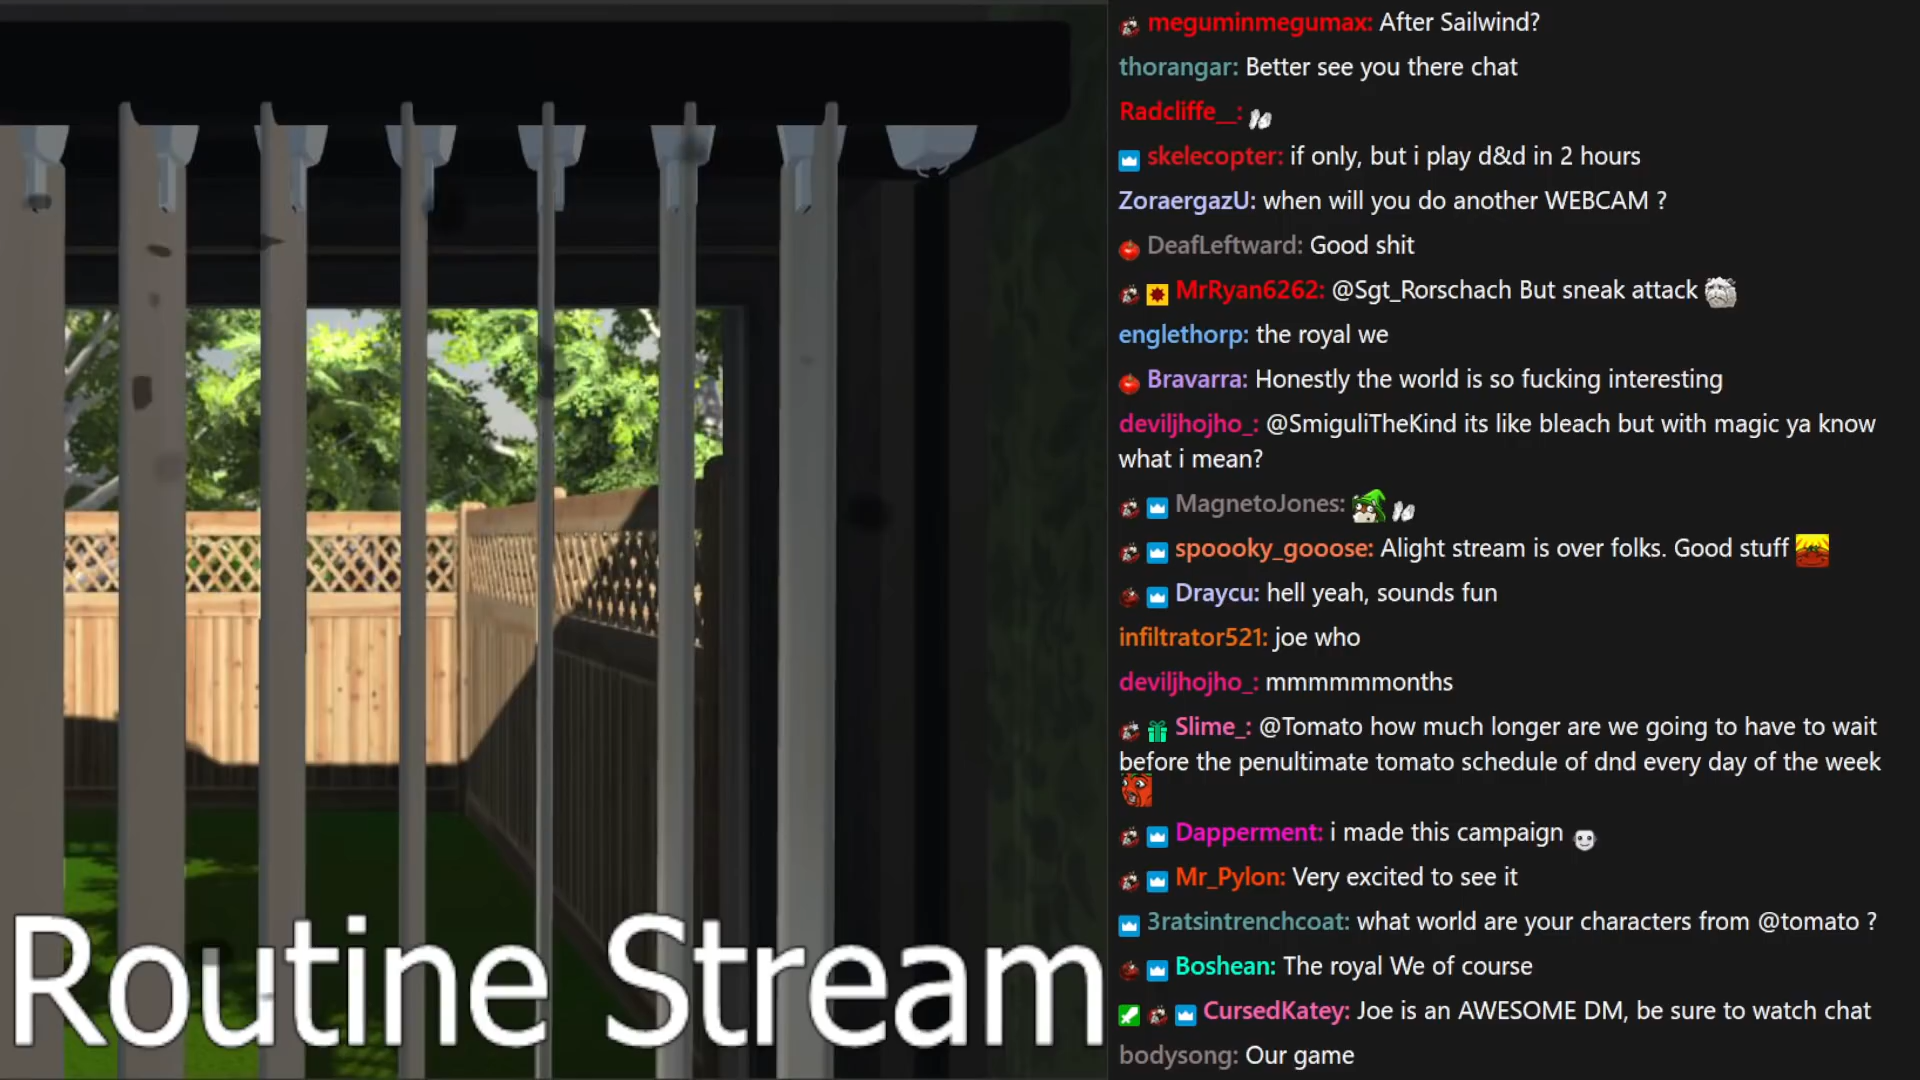 meguminmegumax: After Sailwind?
thorangar: Better see you there chat
Radcliffe__:
skelecopter: if only, but i play d&d in 2 hours
ZoraergazU: when will you do another WEBCAM ?
DeafLeftward: Good shit
MrRyan6262: @Sgt_Rorschach But sneak attack
englethorp: the royal we
Bravarra: Honestly the world is so fucking interesting
deviljhojho_: @SmiguliTheKind its like bleach but with magic ya know
what i mean?
MagnetoJones:
spoooky_gooose: Alight stream is over folks. Good stuff
Draycu: hell yeah, sounds fun
infiltrator521: joe who
deviljhojho_: mmmmmmonths
Slime_: @Tomato how much longer are we going to have to wait
before the penultimate tomato schedule of dnd every day of the week
Dapperment: i made this campaign
Mr_Pylon: Very excited to see it
3ratsintrenchcoat: what world are your characters from @tomato ?
Boshean: The royal We of course
CursedKatey: Joe is an AWESOME DM, be sure to watch chat
bodysong: Our game
Routine Stream